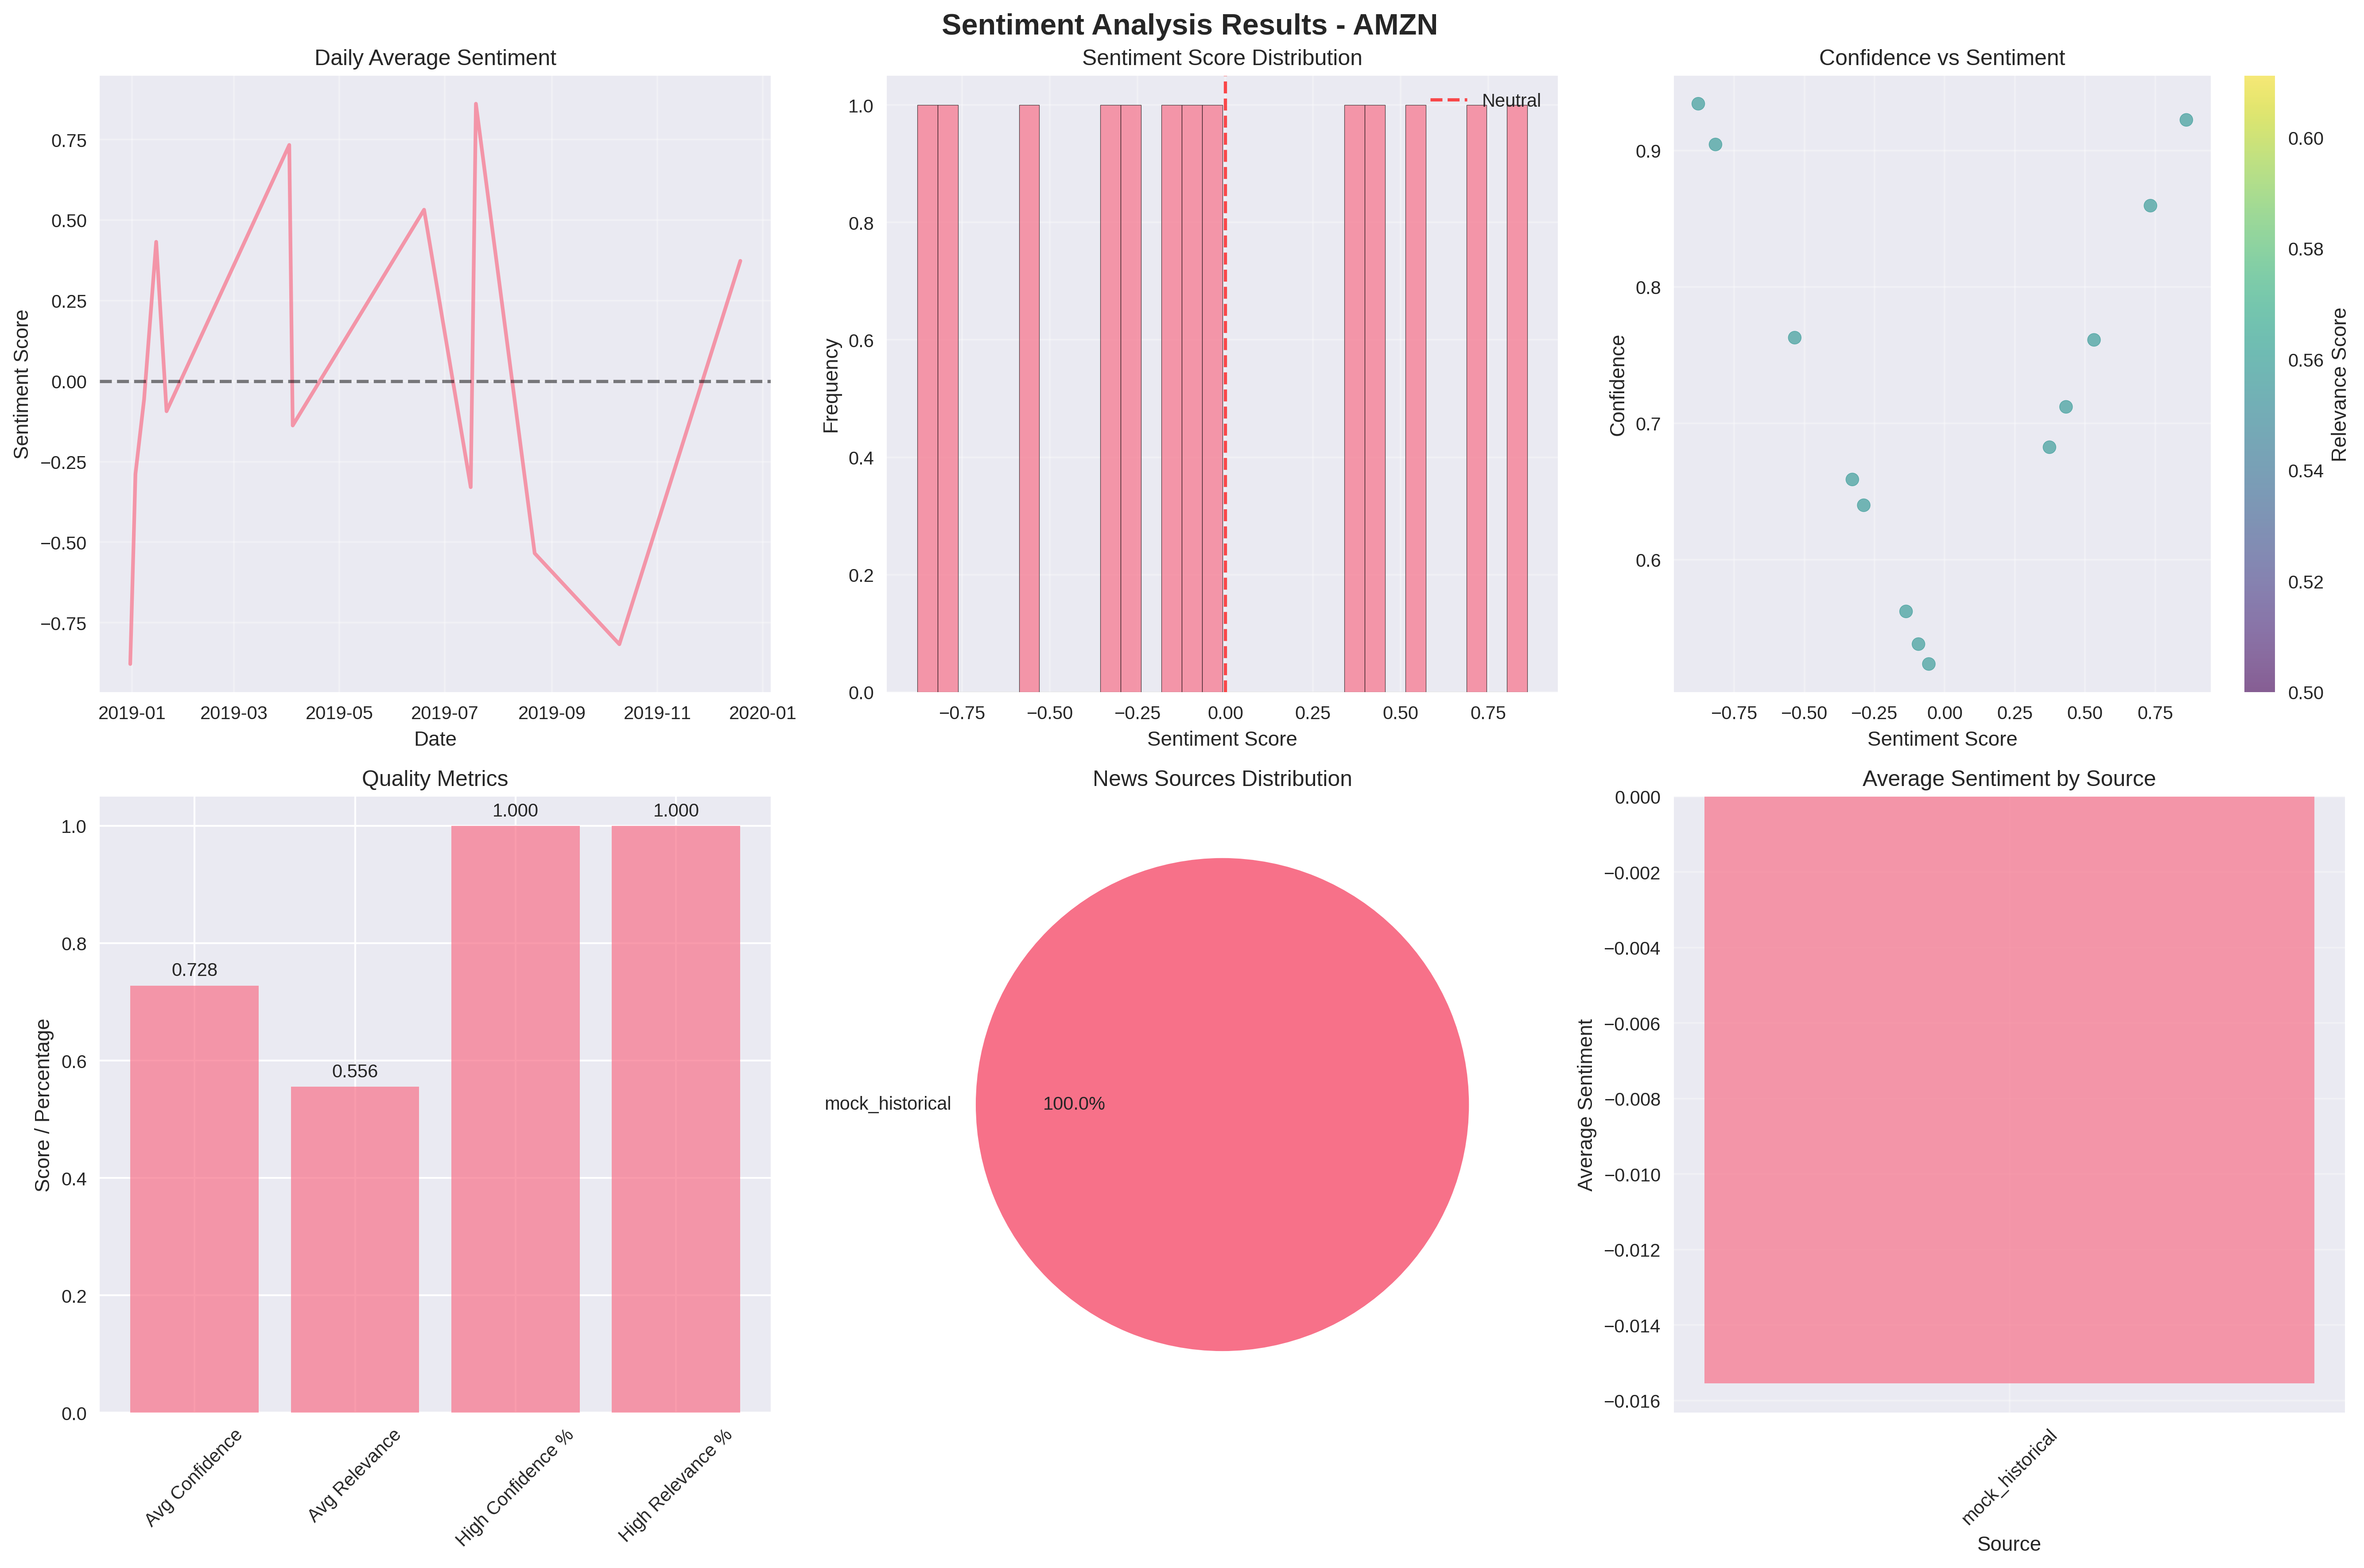 Sentiment Analysis Results - AMZN
Daily Average Sentiment
Sentiment Score
0.75
0.50
0.25
0.00
−0.25
−0.50
−0.75
2019-01 2019-03 2019-05 2019-07 2019-09 2019-11 2020-01
Date
Sentiment Score Distribution
Neutral
Frequency
1.0
0.8
0.6
0.4
0.2
0.0
−0.75 −0.50 −0.25 0.00 0.25 0.50 0.75
Sentiment Score
Confidence vs Sentiment
Confidence
0.9
0.8
0.7
0.6
−0.75 −0.50 −0.25 0.00 0.25 0.50 0.75
Sentiment Score
0.60
0.58
0.56
0.54
0.52
0.50
Relevance Score
Quality Metrics
Score / Percentage
1.0
0.8
0.6
0.4
0.2
0.0
0.728
0.556
1.000
1.000
Avg Confidence
Avg Relevance
High Confidence %
High Relevance %
News Sources Distribution
mock_historical
100.0%
Average Sentiment by Source
Average Sentiment
0.000
−0.002
−0.004
−0.006
−0.008
−0.010
−0.012
−0.014
−0.016
mock_historical
Source